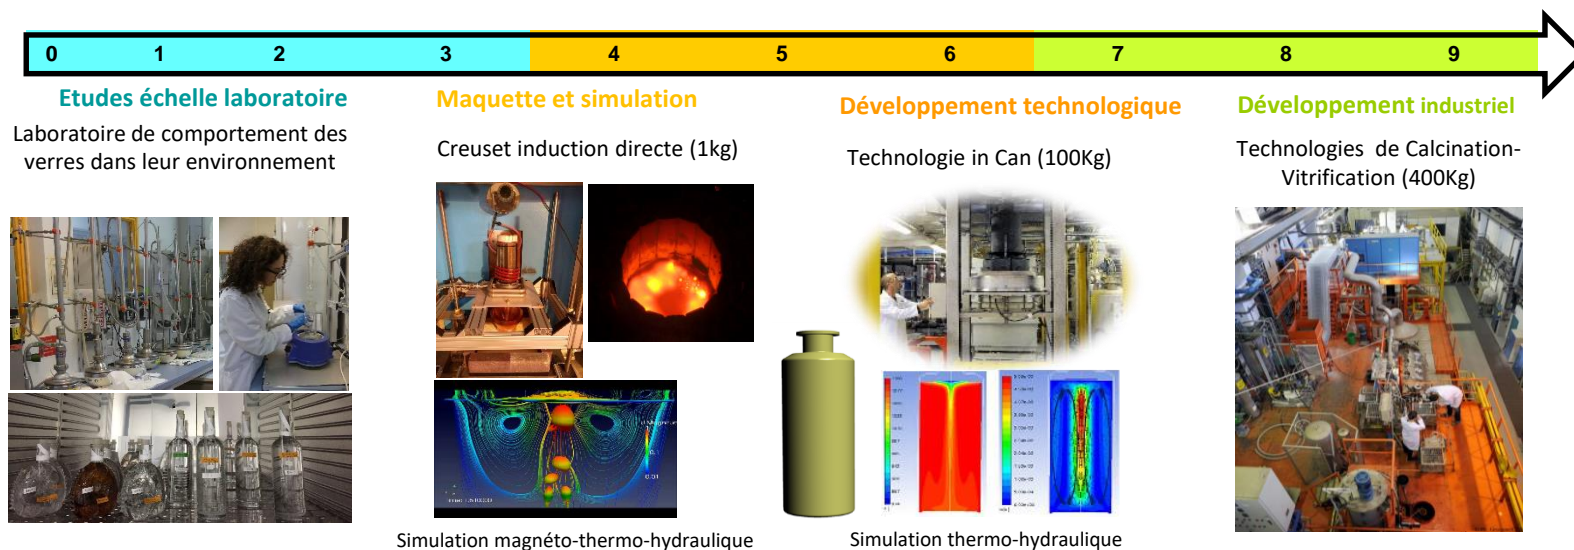 0 1 2 3 4 5 6 7 8 9
Etudes échelle laboratoire
Laboratoire de comportement des
verres dans leur environnement
Maquette et simulation
Creuset induction directe (1kg)
Simulation magnéto-thermo-hydraulique
Développement technologique
Technologie in Can (100Kg)
Simulation thermo-hydraulique
Développement industriel
Technologies de Calcination-
Vitrification (400Kg)